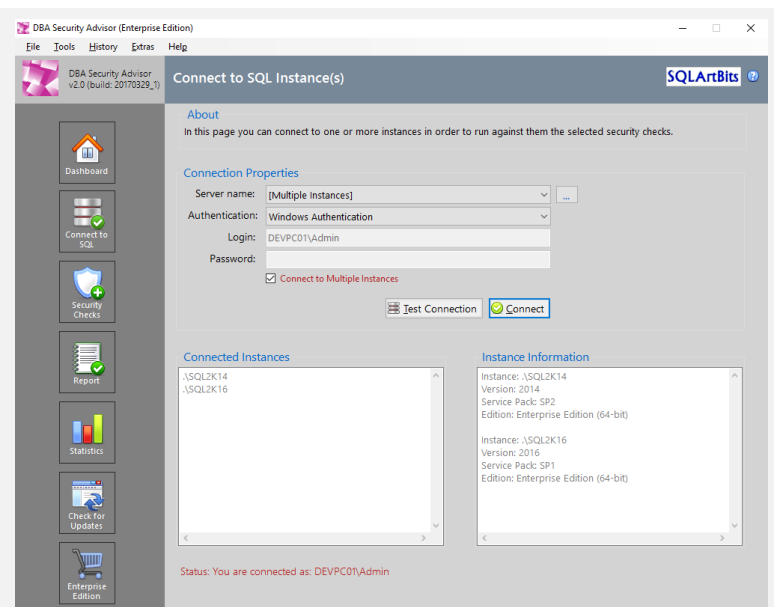 DBA Security Advisor (Enterprise Edition)
File Tools History Extras Help
DBA Security Advisor
v2.0 (build: 20170329_1)
Connect to SQL Instance(s)
SQLArtBits
?
About
In this page you can connect to one or more instances in order to run against them the selected security checks.
Dashboard
Connect to
SQL
Security
Checks
Report
Statistics
Check for
Updates
Enterprise
Edition
Connection Properties
Server name: [Multiple Instances] ...
Authentication: Windows Authentication
Login: DEVPC01\Admin
Password:
Connect to Multiple Instances
Test Connection Connect
Connected Instances
.\SQL2K14
.\SQL2K16
Instance Information
Instance: .\SQL2K14
Version: 2014
Service Pack: SP2
Edition: Enterprise Edition (64-bit)
Instance: .\SQL2K16
Version: 2016
Service Pack: SP1
Edition: Enterprise Edition (64-bit)
Status: You are connected as: DEVPC01\Admin